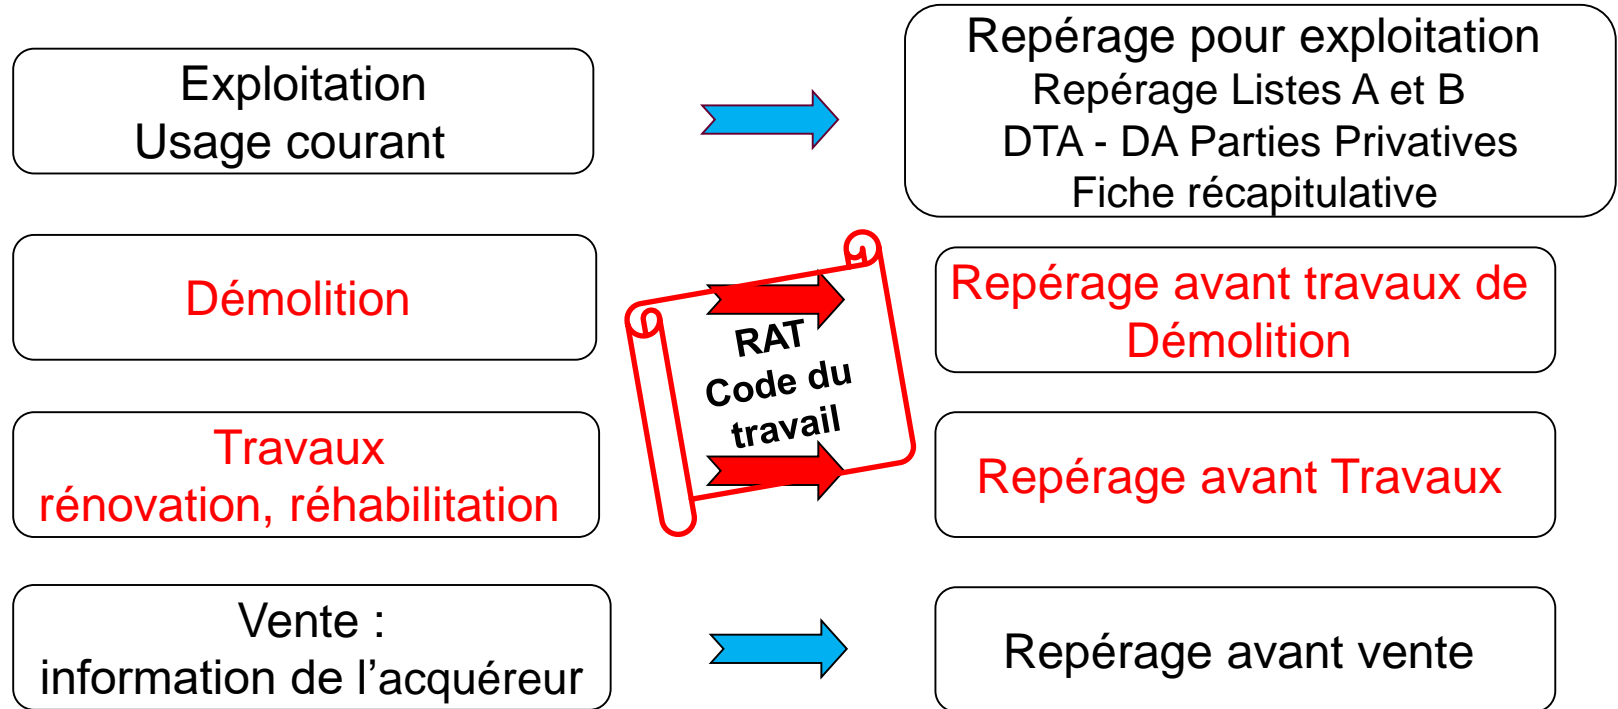 Exploitation
Usage courant
Repérage pour exploitation
Repérage Listes A et B
DTA - DA Parties Privatives
Fiche récapitulative
Démolition
Repérage avant travaux de
Démolition
RAT
Code du
travail
Travaux
rénovation, réhabilitation
Repérage avant Travaux
Vente :
information de l’acquéreur
Repérage avant vente